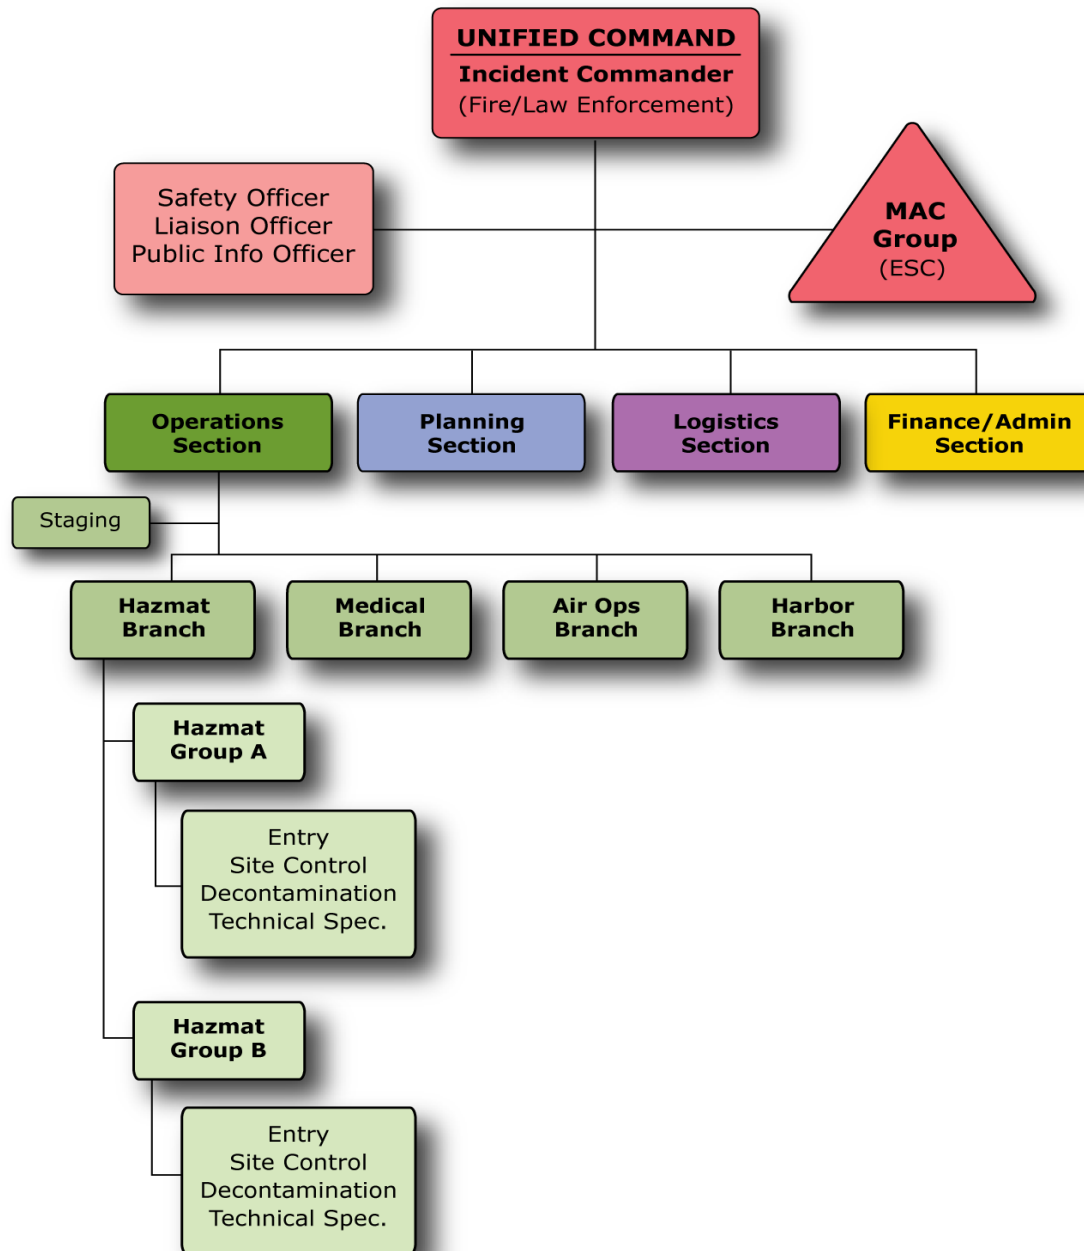 UNIFIED COMMAND
Incident Commander
(Fire/Law Enforcement)
Safety Officer
Liaison Officer
Public Info Officer
MAC
Group
(ESC)
Operations
Section
Planning
Section
Logistics
Section
Finance/Admin
Section
Staging
Hazmat
Branch
Medical
Branch
Air Ops
Branch
Harbor
Branch
Hazmat
Group A
Entry
Site Control
Decontamination
Technical Spec.
Hazmat
Group B
Entry
Site Control
Decontamination
Technical Spec.